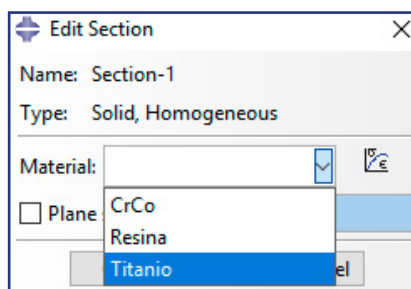 Edit Section
Name: Section-1
Type: Solid, Homogeneous
Material:
Plane
CrCo
Resina
Titanio